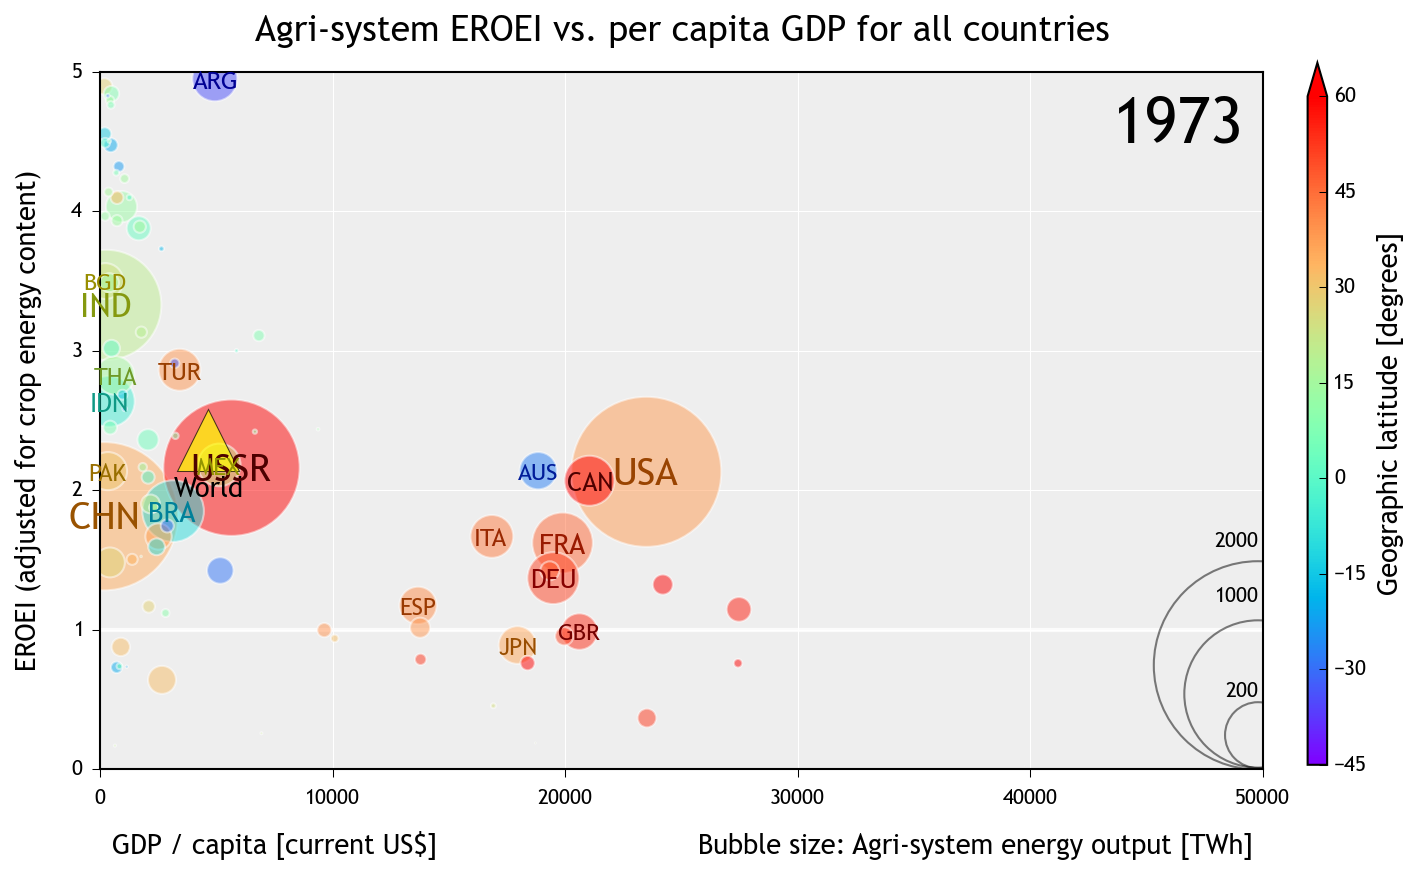 Agri-system EROEI vs. per capita GDP for all countries
1973
EROEI (adjusted for crop energy content)
5
4
3
2
1
0
0
10000
20000
30000
40000
50000
GDP / capita [current US$]
Bubble size: Agri-system energy output [TWh]
ARG
BGD
IND
THA
TUR
IDN
PAK
MEX
USSR
World
CHN
BRA
AUS
CAN
USA
ITA
FRA
DEU
ESP
GBR
JPN
2000
1000
200
60
45
30
15
0
−15
−30
−45
Geographic latitude [degrees]